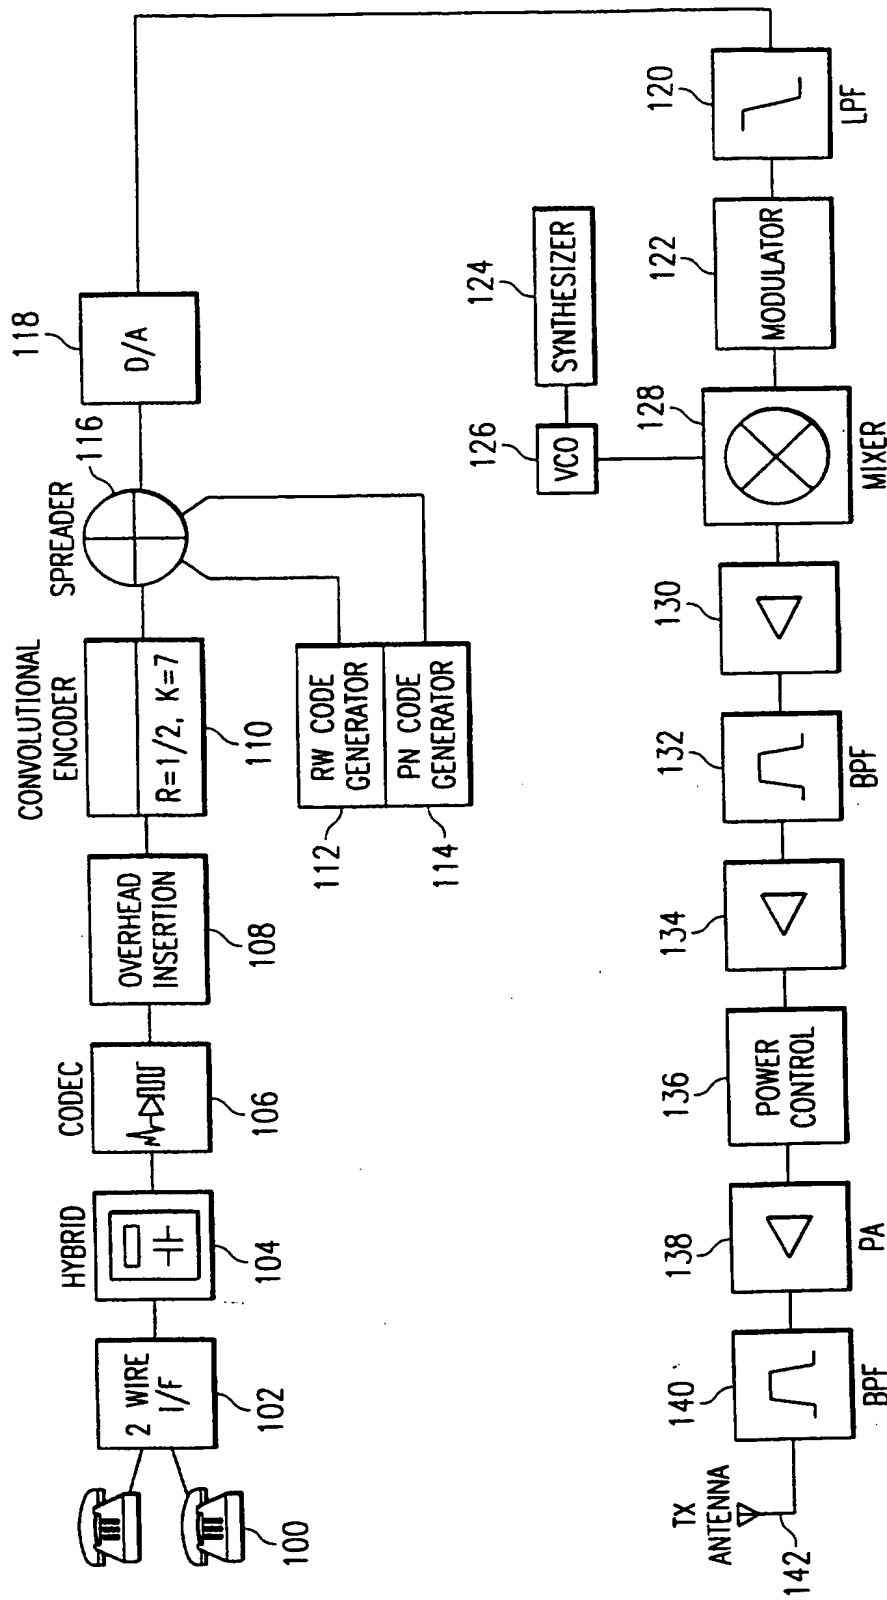 100
2 WIRE
I/F
102
HYBRID
104
CODEC
106
OVERHEAD
INSERTION
108
CONVOLUTIONAL
ENCODER
R=1/2, K=7
110
RW CODE
GENERATOR
112
PN CODE
GENERATOR
114
SPREADER
116
118
D/A
TX
ANTENNA
142
140
BPF
138
PA
136
POWER
CONTROL
134
132
BPF
130
126
VCO
124
SYNTHESIZER
128
MIXER
122
MODULATOR
120
LPF